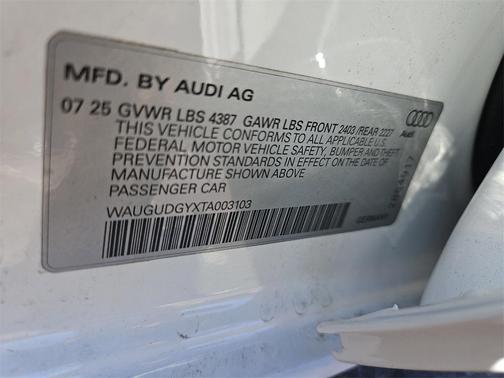 MFD. BY AUDI AG
07 25 GVWR LBS 4387 GAWR LBS FRONT 2403 /REAR 2227
THIS VEHICLE CONFORMS TO ALL APPLICABLE U.S.
FEDERAL MOTOR VEHICLE SAFETY, BUMPER AND THEFT
PREVENTION STANDARDS IN EFFECT ON THE DATE OF
MANUFACTURE SHOWN ABOVE
PASSENGER CAR
WAUGUDGYXTA003103
Audi
GERMANY